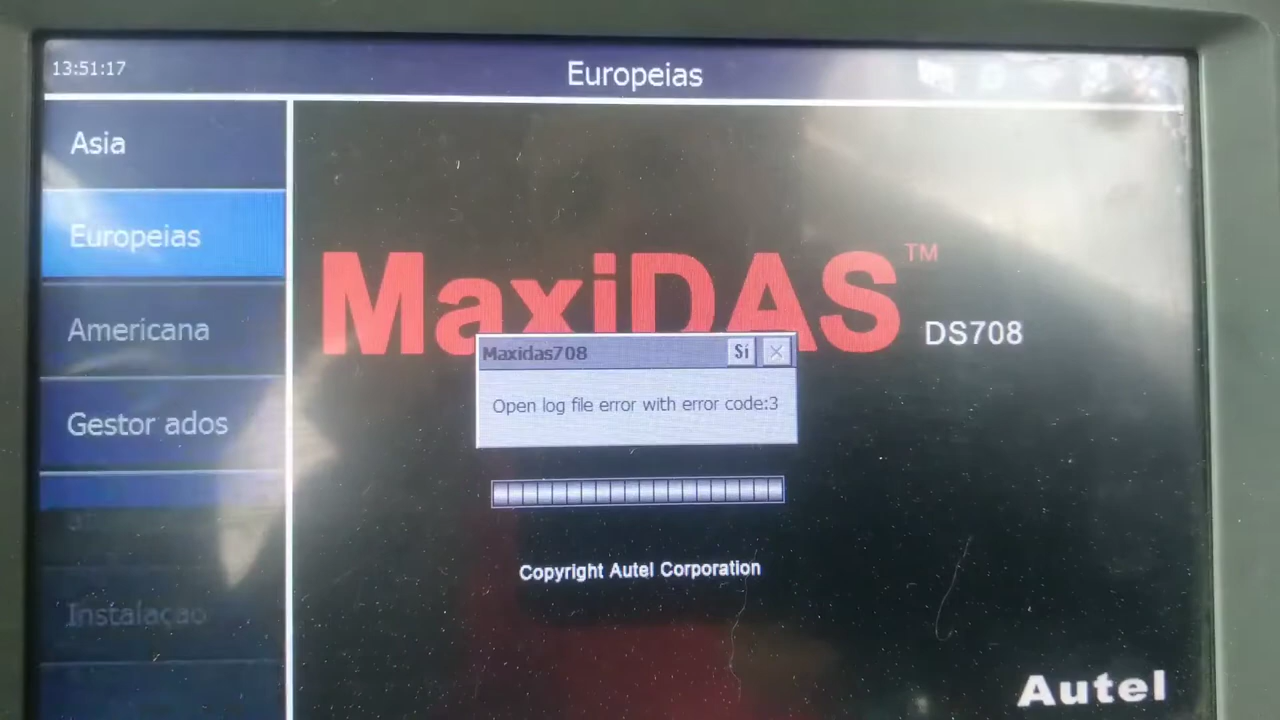 13:51:17
Europeias
Asia
Europeias
Americana
Gestor ados
Instalaçao
MaxiDAS™
DS708
Maxidas708
Sí
Open log file error with error code:3
Copyright Autel Corporation
Autel